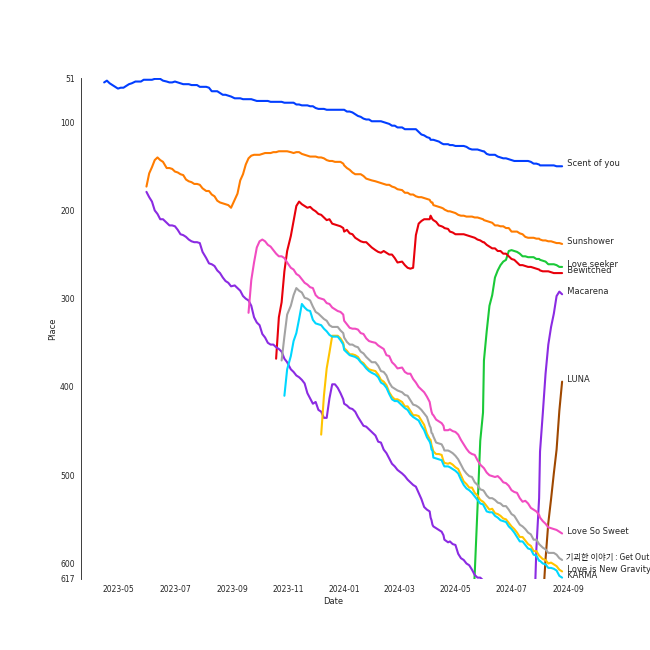 51
100
200
300
400
500
600
617
Place
2023-05
2023-07
2023-09
2023-11
2024-01
2024-03
2024-05
2024-07
2024-09
Date
Scent of you
Sunshower
Love seeker
Bewitched
Macarena
LUNA
Love So Sweet
기괴한 이야기 : Get Out
Love is New Gravity
KARMA